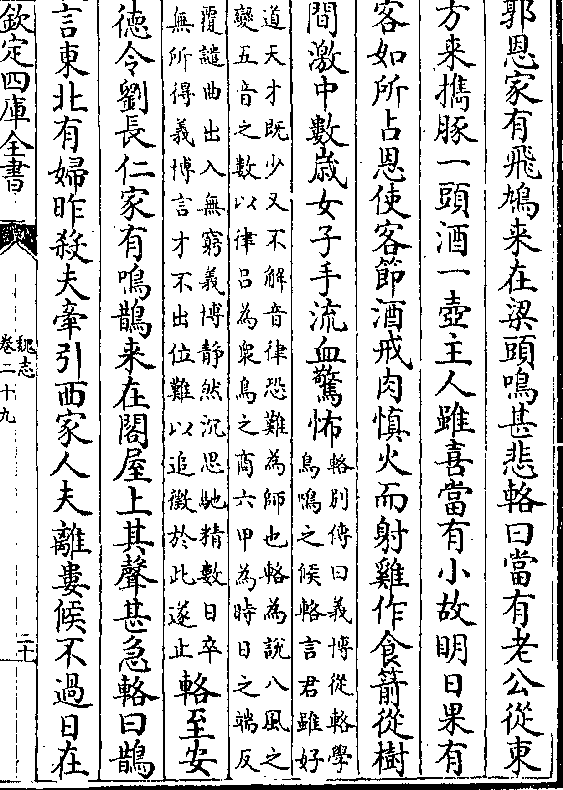 郭恩家有飛鳩来在梁頭鳴甚悲輅曰當有老公從東
方来擕豚一頭酒一壺主人雖喜當有小故明日果有
客如所占恩使客節酒戒肉慎火而射雞作食箭從樹
間激中數歳女子手流血驚怖
輅别傳曰義博從輅學
鳥鳴之候輅言君雖好
道天才既少又不解音律恐難為師也輅為説八風之
變五音之數以律吕為衆鳥之商六甲為時日之端反
覆譴曲出入無窮義博静然沉思馳精數日卒
無所得義博言才不出位難以追徵於此遂止
輅至安
德令劉長仁家有鳴鵲来在閣屋上其聲甚急輅曰鵲
言東北有婦昨殺夫牽引西家人夫離婁候不過日在
欽定四庫全書
魏志
卷二十九
二十